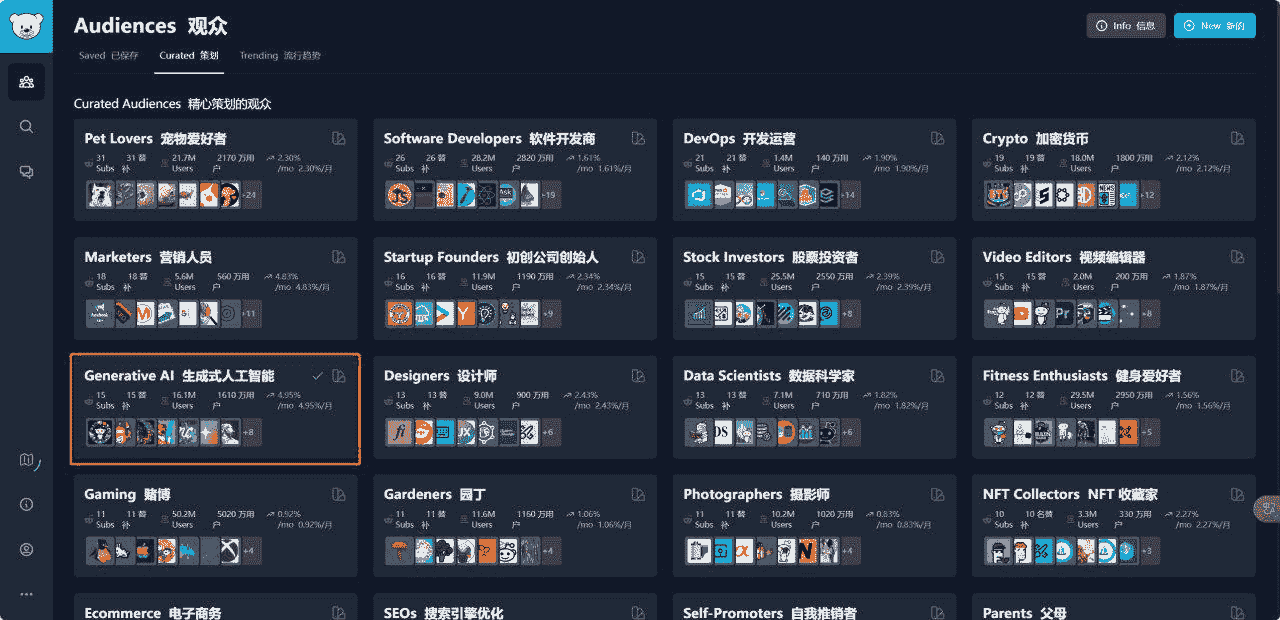 Audiences 观众
Info 信息
New 新的
Saved 已保存
Curated 策划
Trending 流行趋势
Curated Audiences 精心策划的观众
Pet Lovers 宠物爱好者
31 Subs 31 替补
21.7M Users 2170 万用户
2.30% /mo 2.30%/月
+24
Software Developers 软件开发商
26 Subs 26 替补
28.2M Users 2820 万用户
1.61% /mo 1.61%/月
JS
Ask
+19
DevOps 开发运营
21 Subs 21 替补
1.4M Users 140 万用户
1.90% /mo 1.90%/月
+14
Crypto 加密货币
19 Subs 19 替补
18.0M Users 1800 万用户
2.12% /mo 2.12%/月
+12
Marketers 营销人员
18 Subs 18 替补
5.6M Users 560 万用户
4.83% /mo 4.83%/月
+11
Startup Founders 初创公司创始人
16 Subs 16 替补
11.9M Users 1190 万用户
2.34% /mo 2.34%/月
Y
+9
Stock Investors 股票投资者
15 Subs 15 替补
25.5M Users 2550 万用户
2.39% /mo 2.39%/月
+8
Video Editors 视频编辑器
15 Subs 15 替补
2.0M Users 200 万用户
1.87% /mo 1.87%/月
Pr
+8
Generative AI 生成式人工智能
15 Subs 15 替补
16.1M Users 1610 万用户
4.95% /mo 4.95%/月
+8
Designers 设计师
13 Subs 13 替补
9.0M Users 900 万用户
2.43% /mo 2.43%/月
fi
+6
Data Scientists 数据科学家
13 Subs 13 替补
7.1M Users 710 万用户
1.82% /mo 1.82%/月
DS
+6
Fitness Enthusiasts 健身爱好者
12 Subs 12 替补
29.5M Users 2950 万用户
1.56% /mo 1.56%/月
+5
Gaming 赌博
11 Subs 11 替补
50.2M Users 5020 万用户
0.92% /mo 0.92%/月
+4
Gardeners 园丁
11 Subs 11 替补
11.6M Users 1160 万用户
1.06% /mo 1.06%/月
+4
Photographers 摄影师
11 Subs 11 替补
10.2M Users 1020 万用户
0.83% /mo 0.83%/月
α
N
+4
NFT Collectors NFT 收藏家
10 Subs 10 名替补
3.3M Users 330 万用户
2.27% /mo 2.27%/月
+3
Ecommerce 电子商务
SEOs 搜索引擎优化
Self-Promoters 自我推销者
Parents 父母